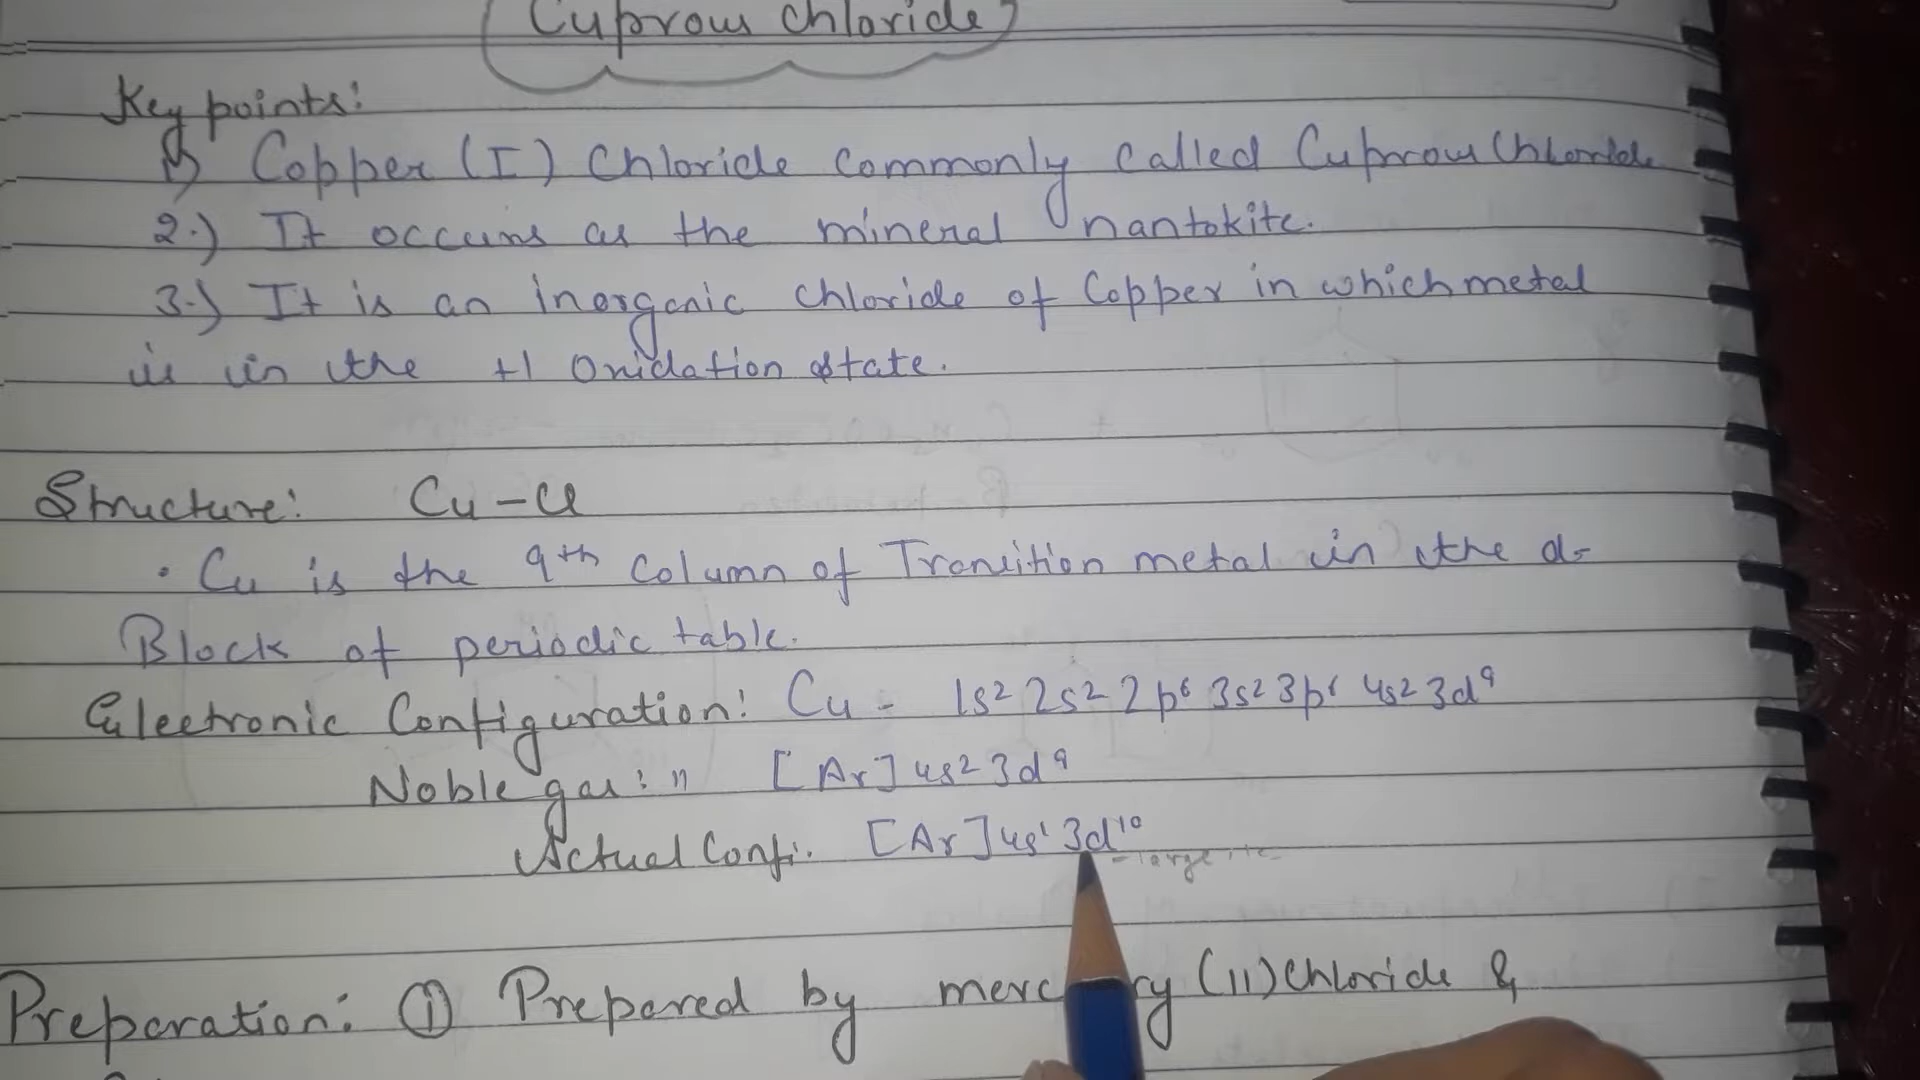 Cuprous chloride
Key points:
1) Copper (I) Chloride commonly called Cuprous Chloride
2.) It occurs as the mineral nantokite.
3.) It is an inorganic chloride of Copper in which metal
is in the +1 Oxidation state.
Structure: Cu-Cl
• Cu is the 9th column of Transition metal in the d-
Block of periodic table.
Electronic Configuration: Cu - 1s² 2s² 2p⁶ 3s² 3p⁶ 4s² 3d⁹
Noble gas: " [Ar] 4s² 3d⁹
Actual Confi. [Ar] 4s¹ 3d¹⁰
Preparation: ① Prepared by mercury (II) Chloride &